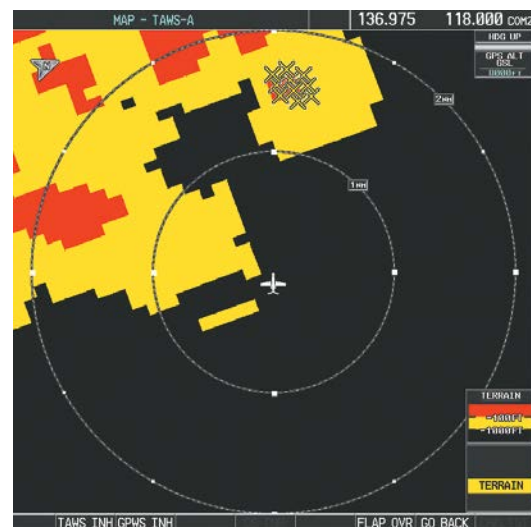 MAP - TAWS-A
136.975 118.000 COM2
HDG UP
GPS ALT
GSL
N
2NM
1NM
TERRAIN
-100FT
-1000FT
TERRAIN
TAWS INH GPWS INH FLAP OVR GO BACK